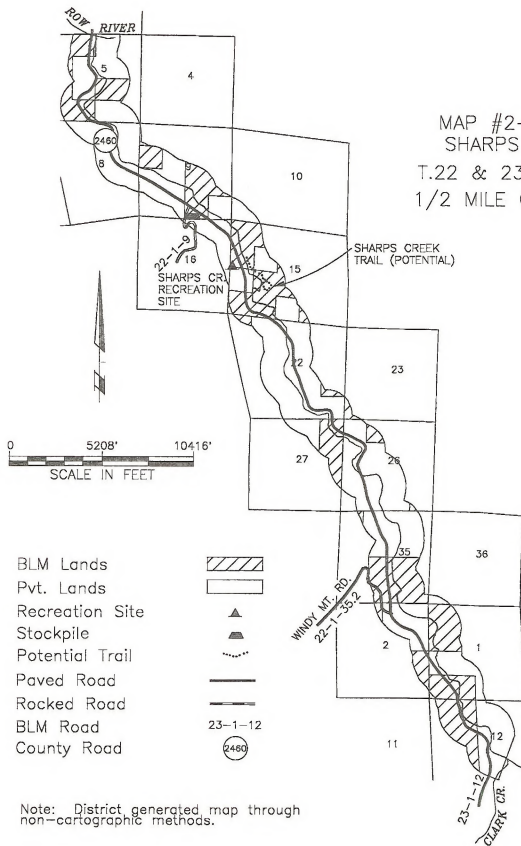 ROW
RIVER
5
4
MAP #2-
SHARPS
T.22 & 23
1/2 MILE
2460
8
9
10
22-1-9
16
15
SHARPS CREEK
TRAIL (POTENTIAL)
SHARPS CR.
RECREATION
SITE
22
23
0 5208' 10416'
SCALE IN FEET
27
26
35
36
WINDY MT. RD.
22-1-35.2
2
1
11
12
23-1-12
CLARK CR.
BLM Lands
Pvt. Lands
Recreation Site
Stockpile
Potential Trail
Paved Road
Rocked Road
BLM Road 23-1-12
County Road 2460
Note: District generated map through
non-cartographic methods.